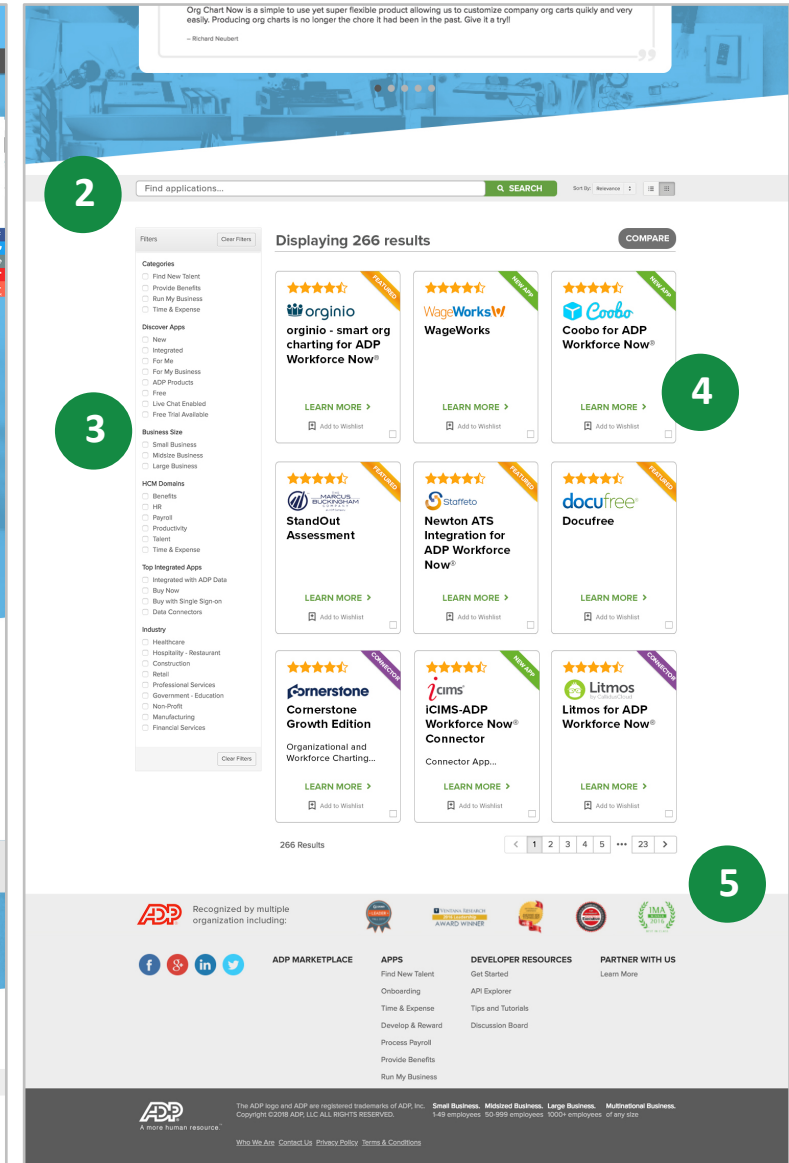 Org Chart Now is a simple to use yet super flexible product allowing us to customize company org carts quikly and very
easily. Producing org charts is no longer the chore it had been in the past. Give it a try!!
– Richard Neubert
2
Find applications...
SEARCH
Sort By: Relevance
Filters
Clear Filters
Categories
Find New Talent
Provide Benefits
Run My Business
Time & Expense
Discover Apps
New
Integrated
For Me
For My Business
ADP Products
Free
Live Chat Enabled
Free Trial Available
3
Business Size
Small Business
Midsize Business
Large Business
HCM Domains
Benefits
HR
Payroll
Productivity
Talent
Time & Expense
Top Integrated Apps
Integrated with ADP Data
Buy Now
Buy with Single Sign-on
Data Connectors
Industry
Healthcare
Hospitality - Restaurant
Construction
Retail
Professional Services
Government - Education
Non-Profit
Manufacturing
Financial Services
Clear Filters
Displaying 266 results
COMPARE
FEATURED
orginio
orginio - smart org
charting for ADP
Workforce Now®
LEARN MORE >
Add to Wishlist
NEW APP
WageWorks
WageWorks
LEARN MORE >
Add to Wishlist
NEW APP
Coobo
Coobo for ADP
Workforce Now®
LEARN MORE >
Add to Wishlist
4
FEATURED
MARCUS
BUCKINGHAM
COMPANY
StandOut
Assessment
LEARN MORE >
Add to Wishlist
FEATURED
Staffeto
Newton ATS
Integration for
ADP Workforce
Now®
LEARN MORE >
Add to Wishlist
FEATURED
docufree
Docufree
LEARN MORE >
Add to Wishlist
CONNECTOR
Cornerstone
Cornerstone
Growth Edition
Organizational and
Workforce Charting...
LEARN MORE >
Add to Wishlist
NEW APP
icims
iCIMS-ADP
Workforce Now®
Connector
Connector App...
LEARN MORE >
Add to Wishlist
CONNECTOR
Litmos
by CallidusCloud
Litmos for ADP
Workforce Now®
LEARN MORE >
Add to Wishlist
266 Results
< 1 2 3 4 5 ••• 23 >
5
ADP
Recognized by multiple
organization including:
LEADER
VENTANA RESEARCH
AWARD WINNER
IMA
2016
ADP MARKETPLACE
APPS
Find New Talent
Onboarding
Time & Expense
Develop & Reward
Process Payroll
Provide Benefits
Run My Business
DEVELOPER RESOURCES
Get Started
API Explorer
Tips and Tutorials
Discussion Board
PARTNER WITH US
Learn More
ADP
A more human resource.™
The ADP logo and ADP are registered trademarks of ADP, Inc.
Copyright ©2018 ADP, LLC ALL RIGHTS RESERVED.
Small Business.
1-49 employees
Midsized Business.
50-999 employees
Large Business.
1000+ employees
Multinational Business.
of any size
Who We Are Contact Us Privacy Policy Terms & Conditions